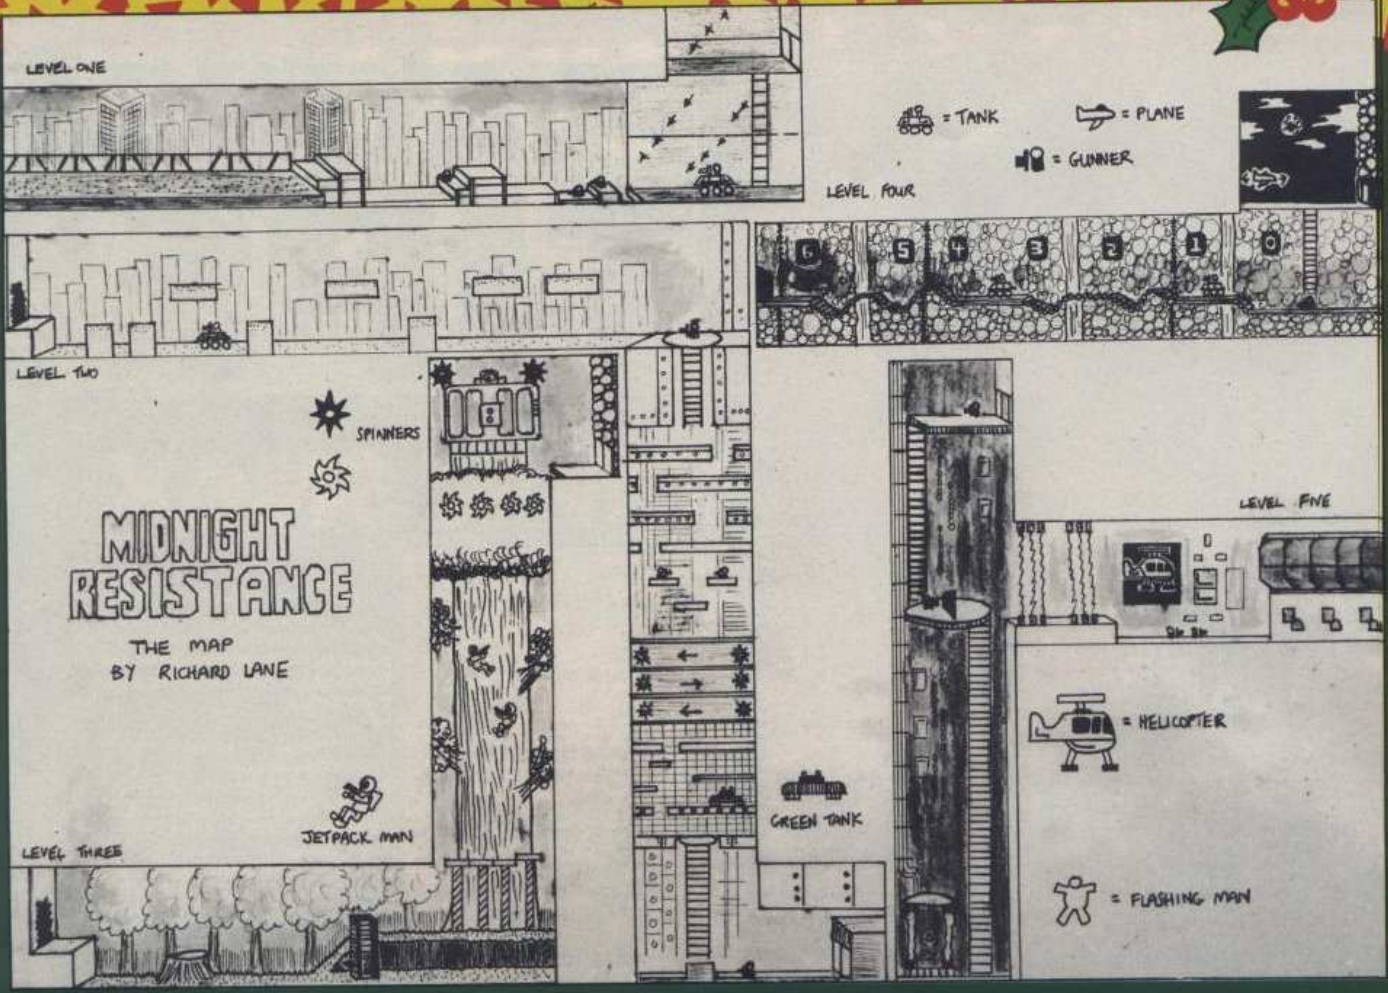 LEVEL ONE
= TANK
= PLANE
= GUNNER
LEVEL FOUR
6 5 4 3 2 1 0
LEVEL TWO
SPINNERS
LEVEL FIVE
MIDNIGHT
RESISTANCE
THE MAP
BY RICHARD LANE
= HELICOPTER
JETPACK MAN
GREEN TANK
LEVEL THREE
= FLASHING MAN